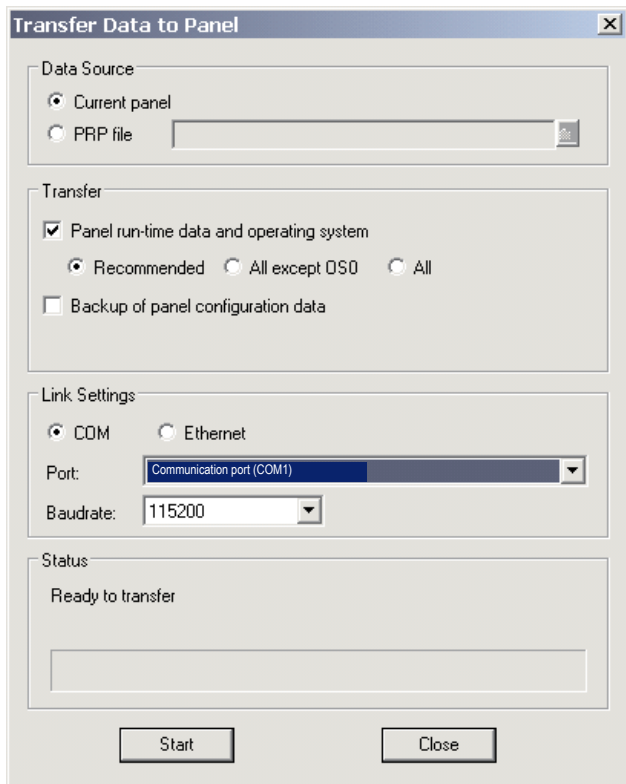 Transfer Data to Panel
Data Source
Current panel
PRP file
Transfer
Panel run-time data and operating system
Recommended All except OS0 All
Backup of panel configuration data
Link Settings
COM Ethernet
Port: Communication port (COM1)
Baudrate: 115200
Status
Ready to transfer
Start Close